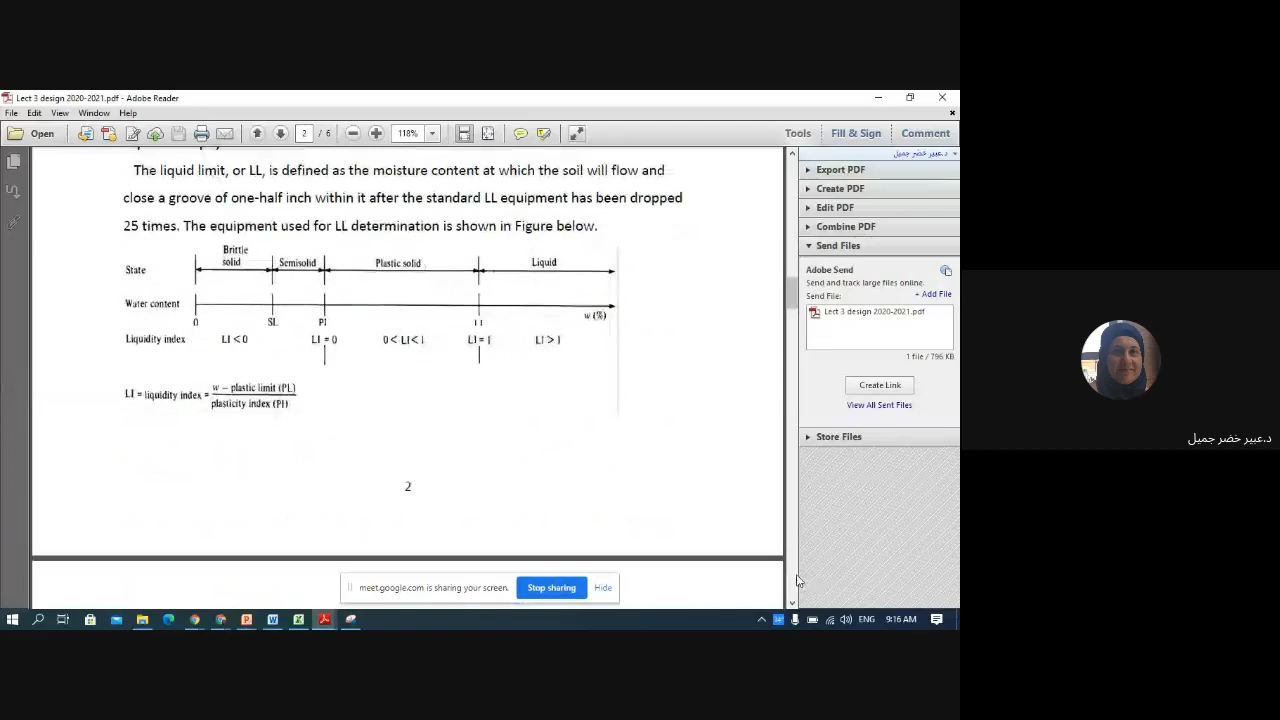 Lect 3 design 2020-2021.pdf - Adobe Reader
File Edit View Window Help
Open 2 / 6 118% Tools Fill & Sign Comment
The liquid limit, or LL, is defined as the moisture content at which the soil will flow and
close a groove of one-half inch within it after the standard LL equipment has been dropped
25 times. The equipment used for LL determination is shown in Figure below.
State Brittle solid Semisolid Plastic solid Liquid
Water content
0 SL w (%)
Liquidity index LI < 0 LI = 0 0 < LI < 1 LI = 1 LI > 1
LI = liquidity index = w – plastic limit (PL)
plasticity index (PI)
2
د.عبير خضر جميل
Export PDF
Create PDF
Edit PDF
Combine PDF
Send Files
Adobe Send
Send and track large files online.
Send File:
+ Add File
Lect 3 design 2020-2021.pdf
1 file / 796 KB
Create Link
View All Sent Files
Store Files
meet.google.com is sharing your screen. Stop sharing Hide
ENG 9:16 AM
د.عبير خضر جميل